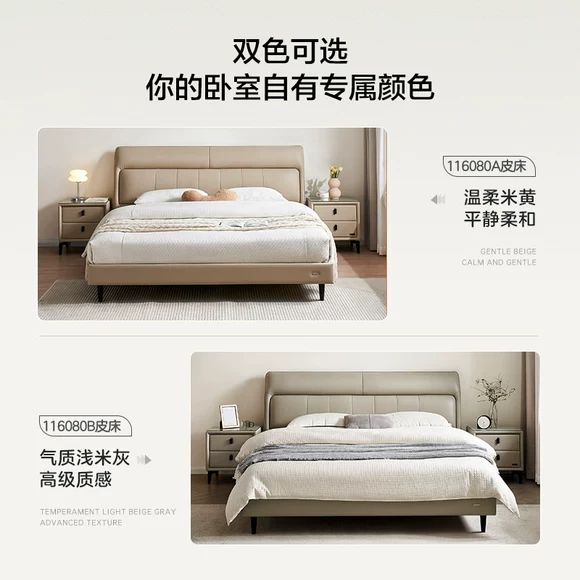 双色可选
你的卧室自有专属颜色
116080A皮床
温柔米黄
平静柔和
GENTLE BEIGE
CALM AND GENTLE
116080B皮床
气质浅米灰
高级质感
TEMPERAMENT LIGHT BEIGE GRAY
ADVANCED TEXTURE